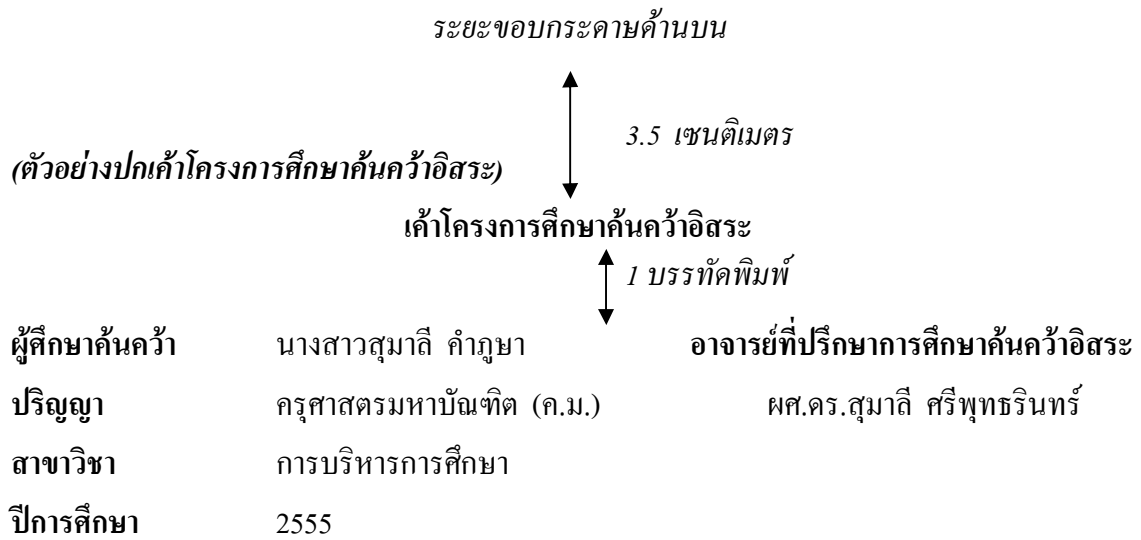 ระยะขอบกระดาษด้านบน
3.5 เซนติเมตร
(ตัวอย่างปกเค้าโครงการศึกษาค้นคว้าอิสระ)
เค้าโครงการศึกษาค้นคว้าอิสระ
1 บรรทัดพิมพ์
ผู้ศึกษาค้นคว้า นางสาวสุมาลี คำภูษา อาจารย์ที่ปรึกษาการศึกษาค้นคว้าอิสระ
ปริญญา ครุศาสตรมหาบัณฑิต (ค.ม.) ผศ.ดร.สุมาลี ศรีพุทธรินทร์
สาขาวิชา การบริหารการศึกษา
ปีการศึกษา 2555